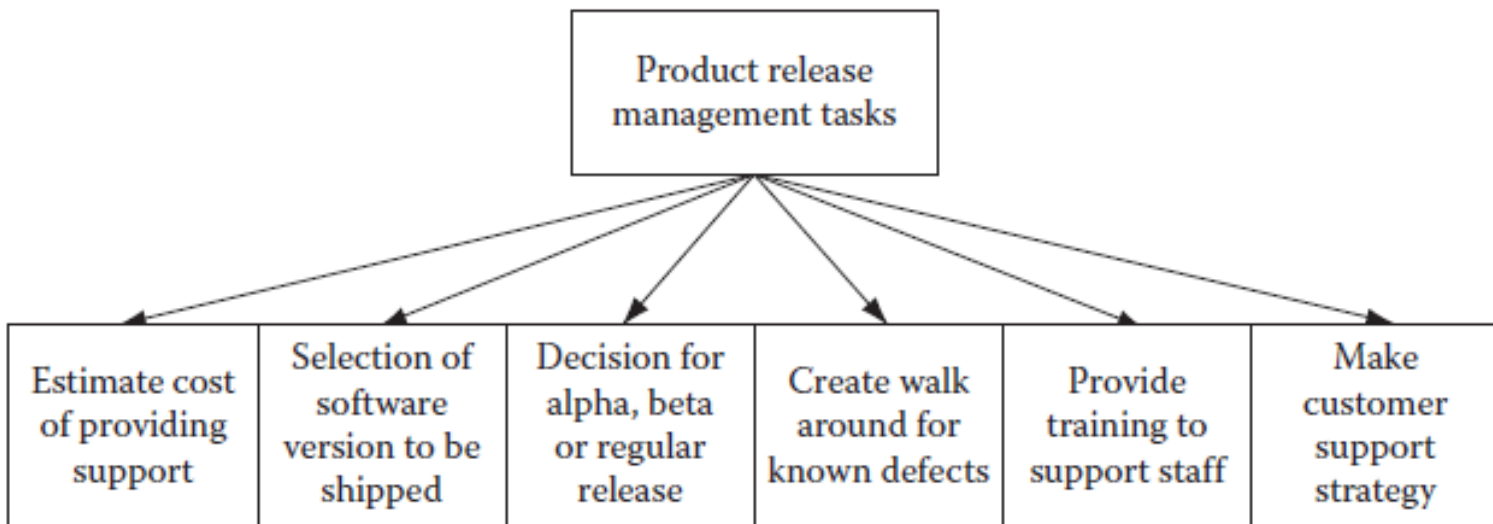 Product release
management tasks
Estimate cost
of providing
support
Selection of
software
version to be
shipped
Decision for
alpha, beta
or regular
release
Create walk
around for
known defects
Provide
training to
support staff
Make
customer
support
strategy